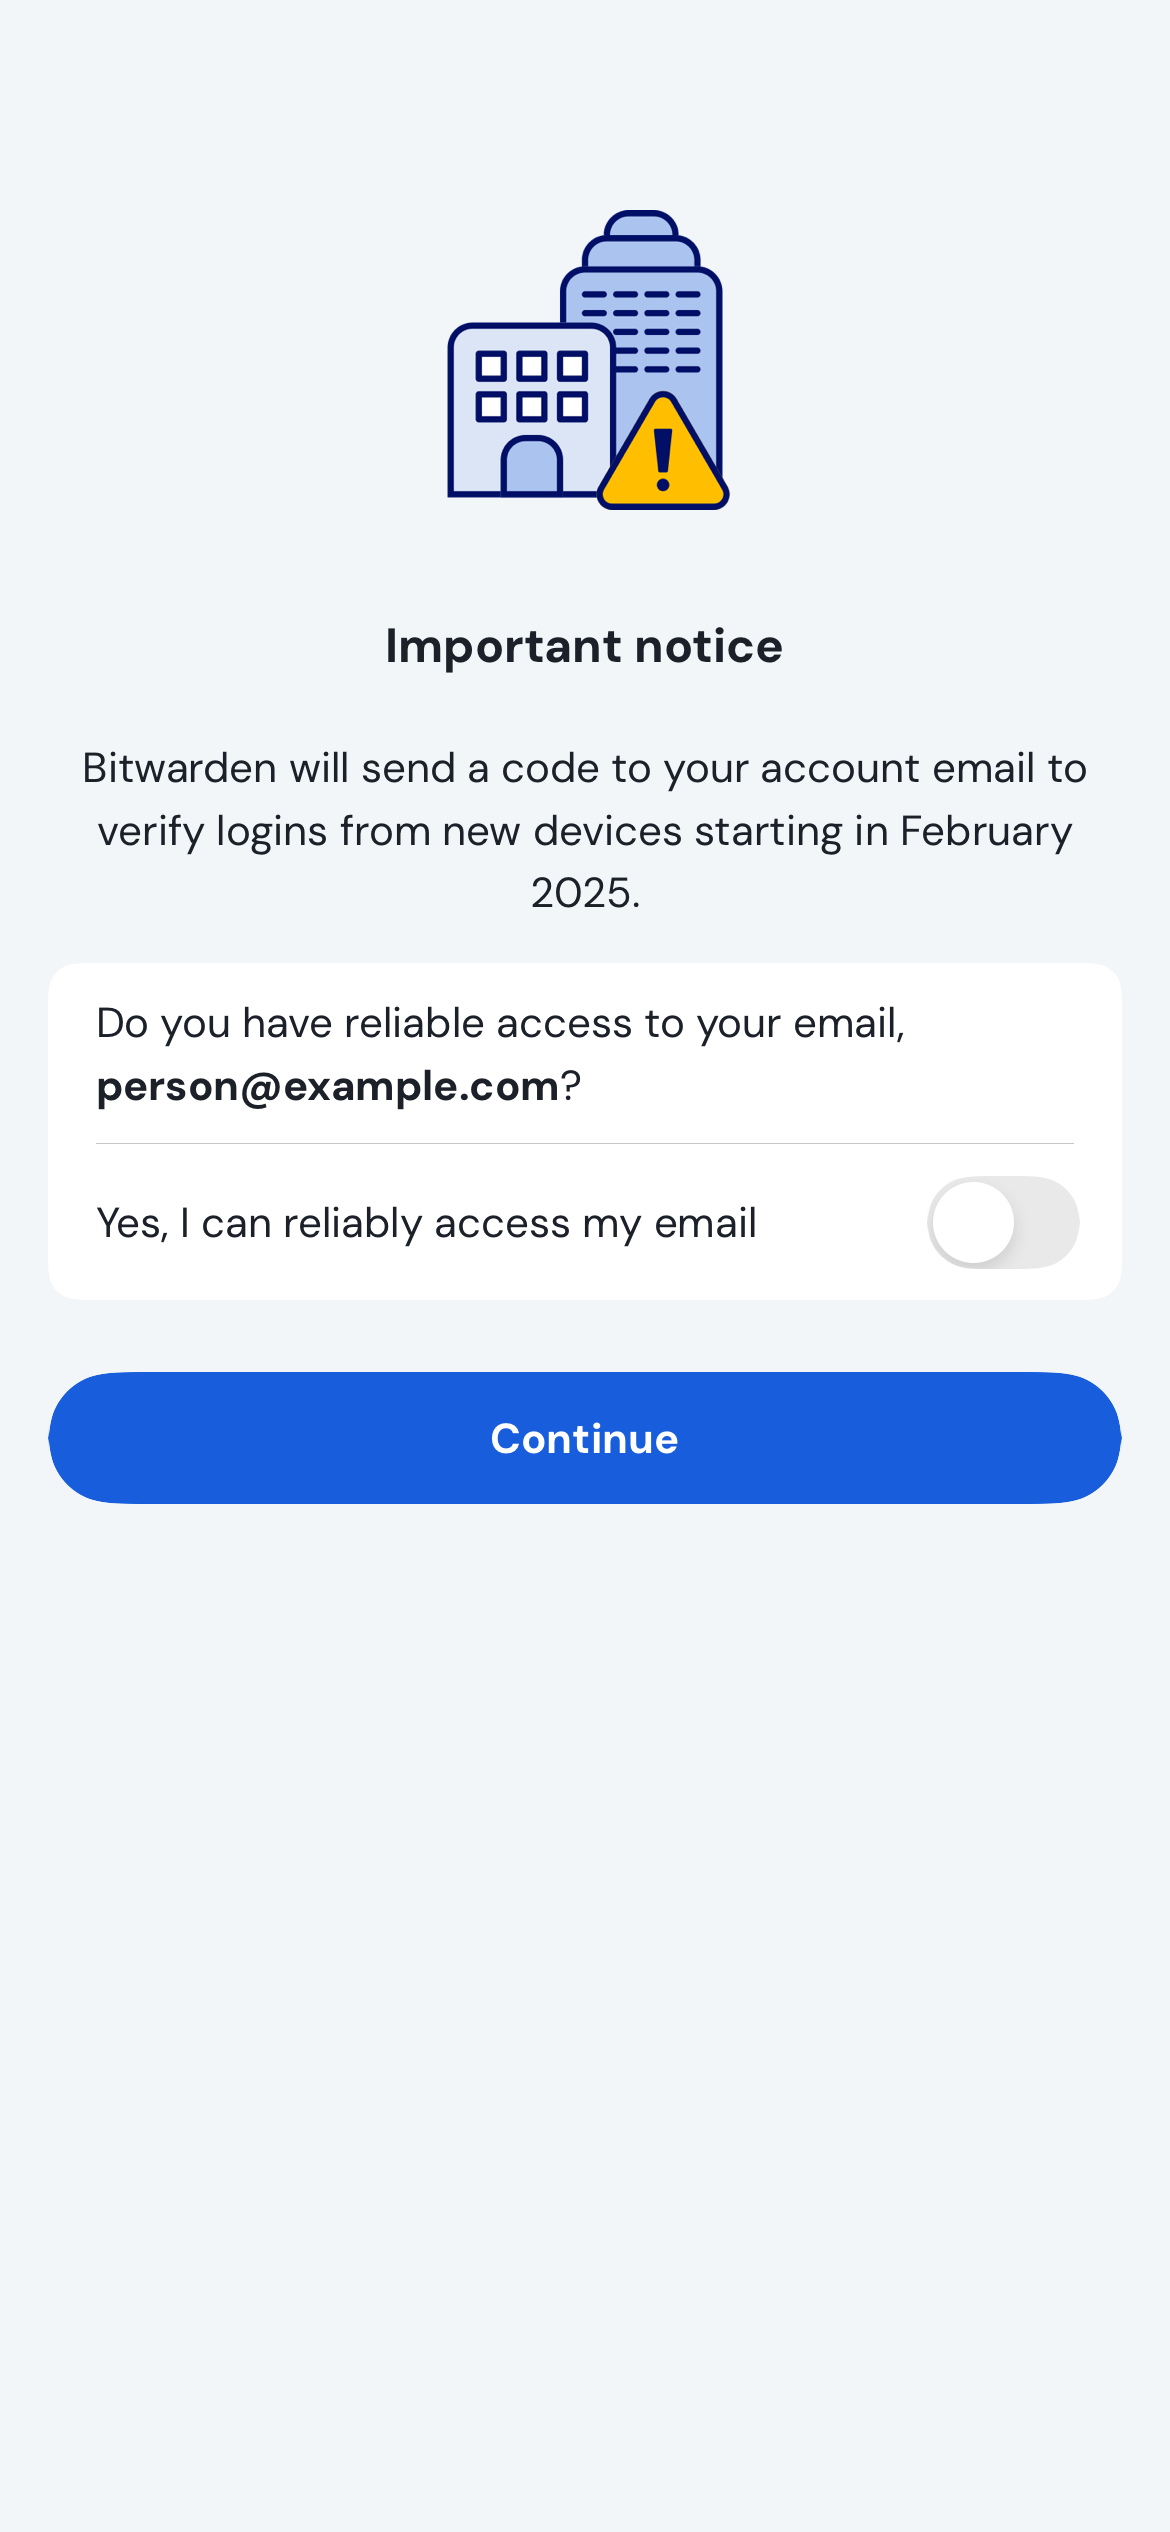 Important notice
Bitwarden will send a code to your account email to
verify logins from new devices starting in February
2025.
Do you have reliable access to your email,
person@example.com?
Yes, I can reliably access my email
Continue